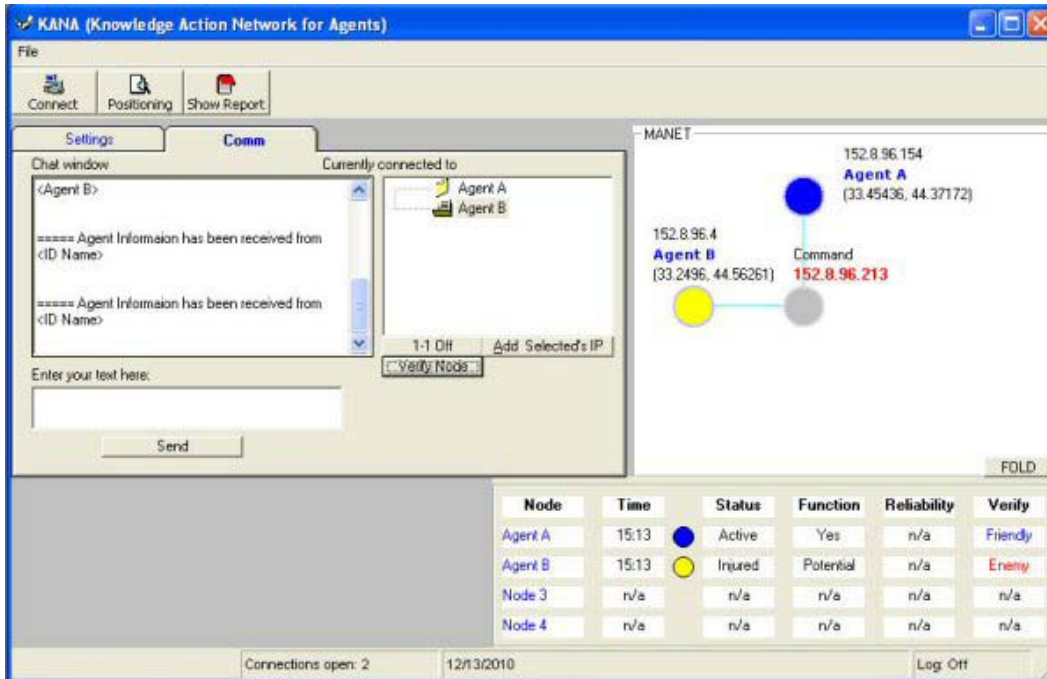 KANA (Knowledge Action Network for Agents)
File
Connect Positioning Show Report
Settings Comm
Chat window
<Agent B>
===== Agent Informaion has been received from
<ID Name>
===== Agent Informaion has been received from
<ID Name>
Enter your text here:
Send
Currently connected to
Agent A
Agent B
1-1 Off Add Selected's IP
Verify Node
MANET
152.8.96.154
Agent A
(33.45436, 44.37172)
152.8.96.4
Agent B
(33.2496, 44.56261)
Command
152.8.96.213
FOLD
Node Time Status Function Reliability Verify
Agent A 15:13 Active Yes n/a Friendly
Agent B 15:13 Injured Potential n/a Enemy
Node 3 n/a n/a n/a n/a n/a
Node 4 n/a n/a n/a n/a n/a
Connections open: 2 12/13/2010 Log: Off